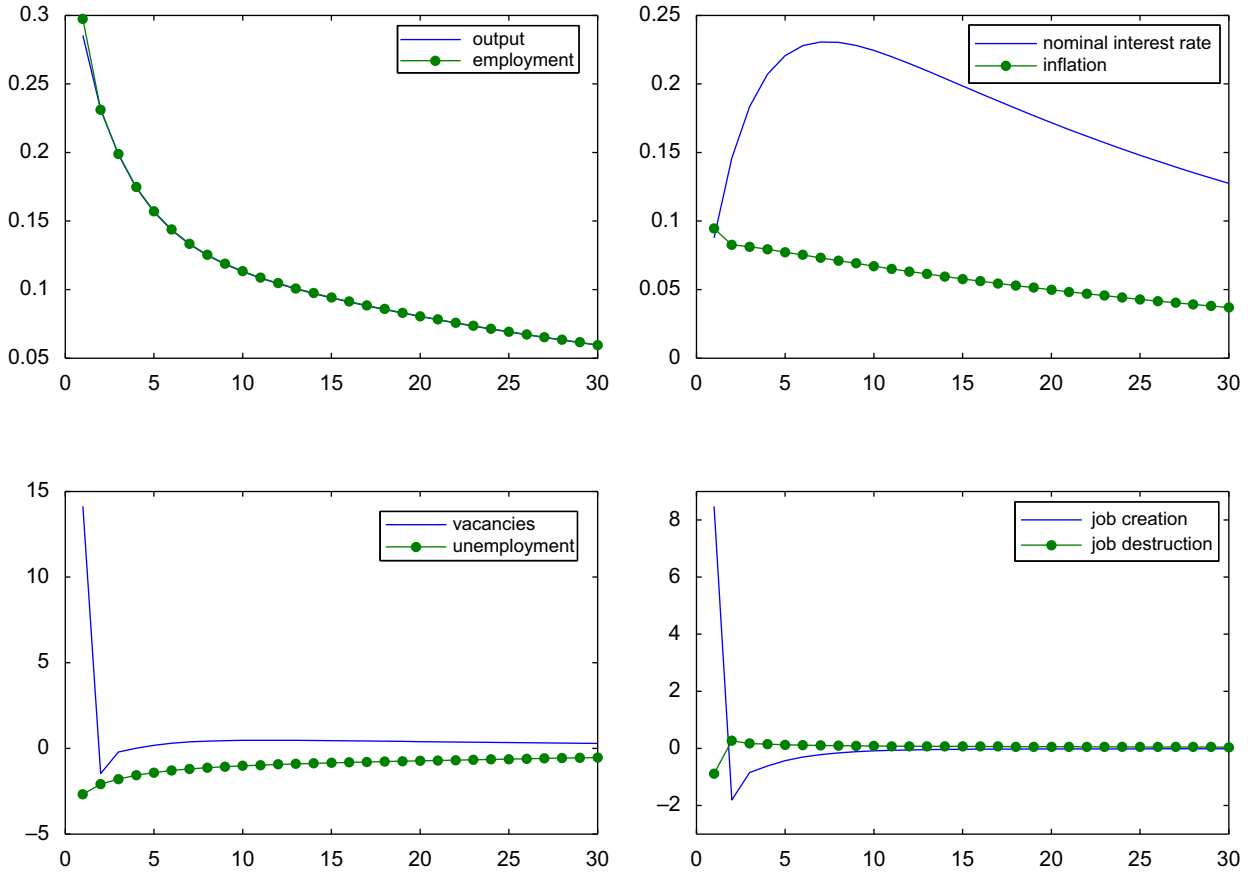 0.3
0.25
0.2
0.15
0.1
0.05
0 5 10 15 20 25 30
output
employment
0.25
0.2
0.15
0.1
0.05
0
0 5 10 15 20 25 30
nominal interest rate
inflation
15
10
5
0
–5
0 5 10 15 20 25 30
vacancies
unemployment
8
6
4
2
0
–2
0 5 10 15 20 25 30
job creation
job destruction